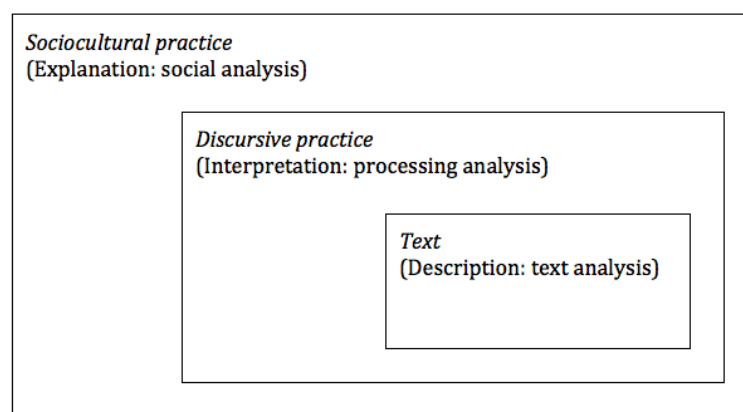 Sociocultural practice
(Explanation: social analysis)
Discursive practice
(Interpretation: processing analysis)
Text
(Description: text analysis)